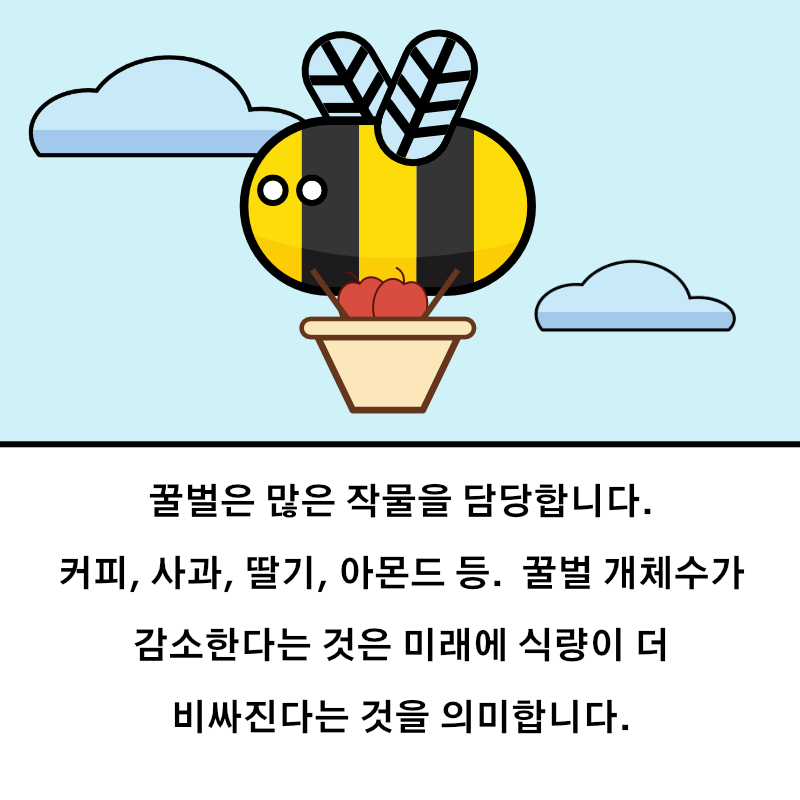 꿀벌은 많은 작물을 담당합니다.
커피, 사과, 딸기, 아몬드 등. 꿀벌 개체수가
감소한다는 것은 미래에 식량이 더
비싸진다는 것을 의미합니다.